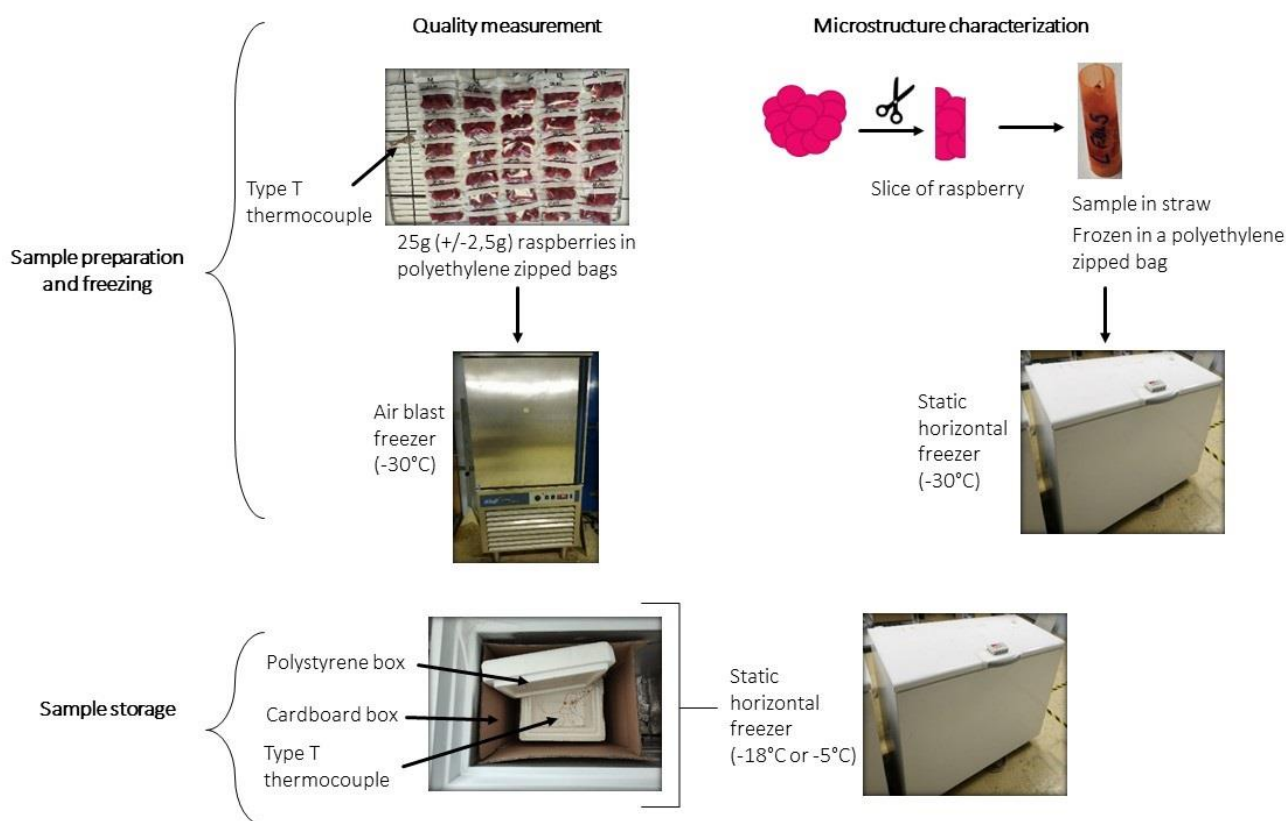 Quality measurement
Microstructure characterization
Type T
thermocouple
Slice of raspberry
Sample in straw
Frozen in a polyethylene
zipped bag
25g (+/-2,5g) raspberries in
polyethylene zipped bags
Sample preparation
and freezing
Air blast
freezer
(-30°C)
Static
horizontal
freezer
(-30°C)
Sample storage
Polystyrene box
Cardboard box
Type T
thermocouple
Static
horizontal
freezer
(-18°C or -5°C)